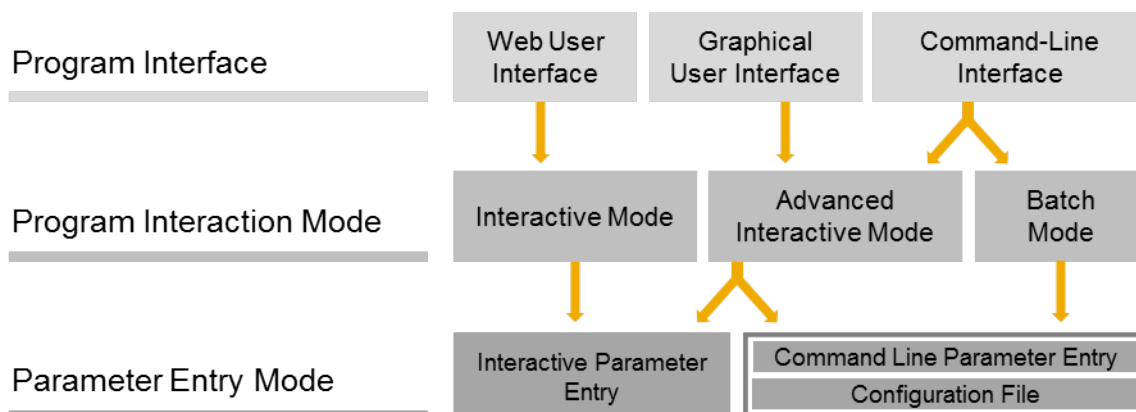 Program Interface
Web User
Interface
Graphical
User Interface
Command-Line
Interface
Program Interaction Mode
Interactive Mode
Advanced
Interactive Mode
Batch
Mode
Parameter Entry Mode
Interactive Parameter
Entry
Command Line Parameter Entry
Configuration File